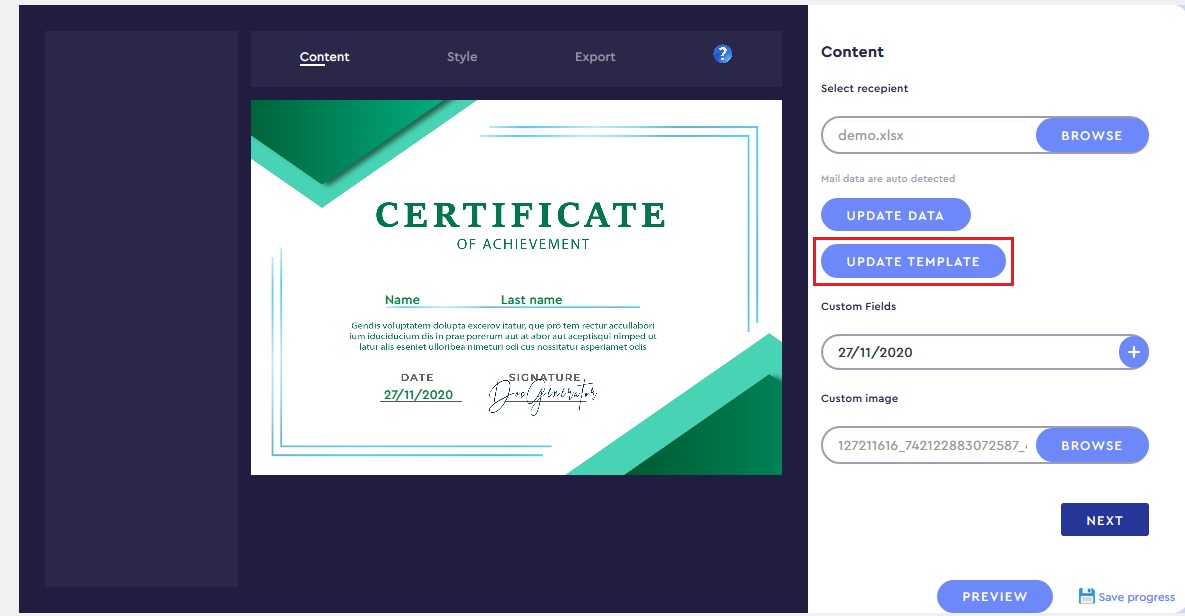 Content
Style
Export
?
CERTIFICATE
OF ACHIEVEMENT
Name
Last name
Gendis voluptatem dolupta excerov itatur, que pro tem rectur accullabori
ium iduciducium dis in prae porerum aut at abor aut aceptisqui nimped ut
latur alis eseniet ulloribea nimeturi odi cus nossitatur asperiamet odis
DATE
27/11/2020
SIGNATURE
DocGenerator
Content
Select recepient
demo.xlsx
BROWSE
Mail data are auto detected
UPDATE DATA
UPDATE TEMPLATE
Custom Fields
27/11/2020
+
Custom image
127211616_742122883072587_
BROWSE
NEXT
PREVIEW
Save progress